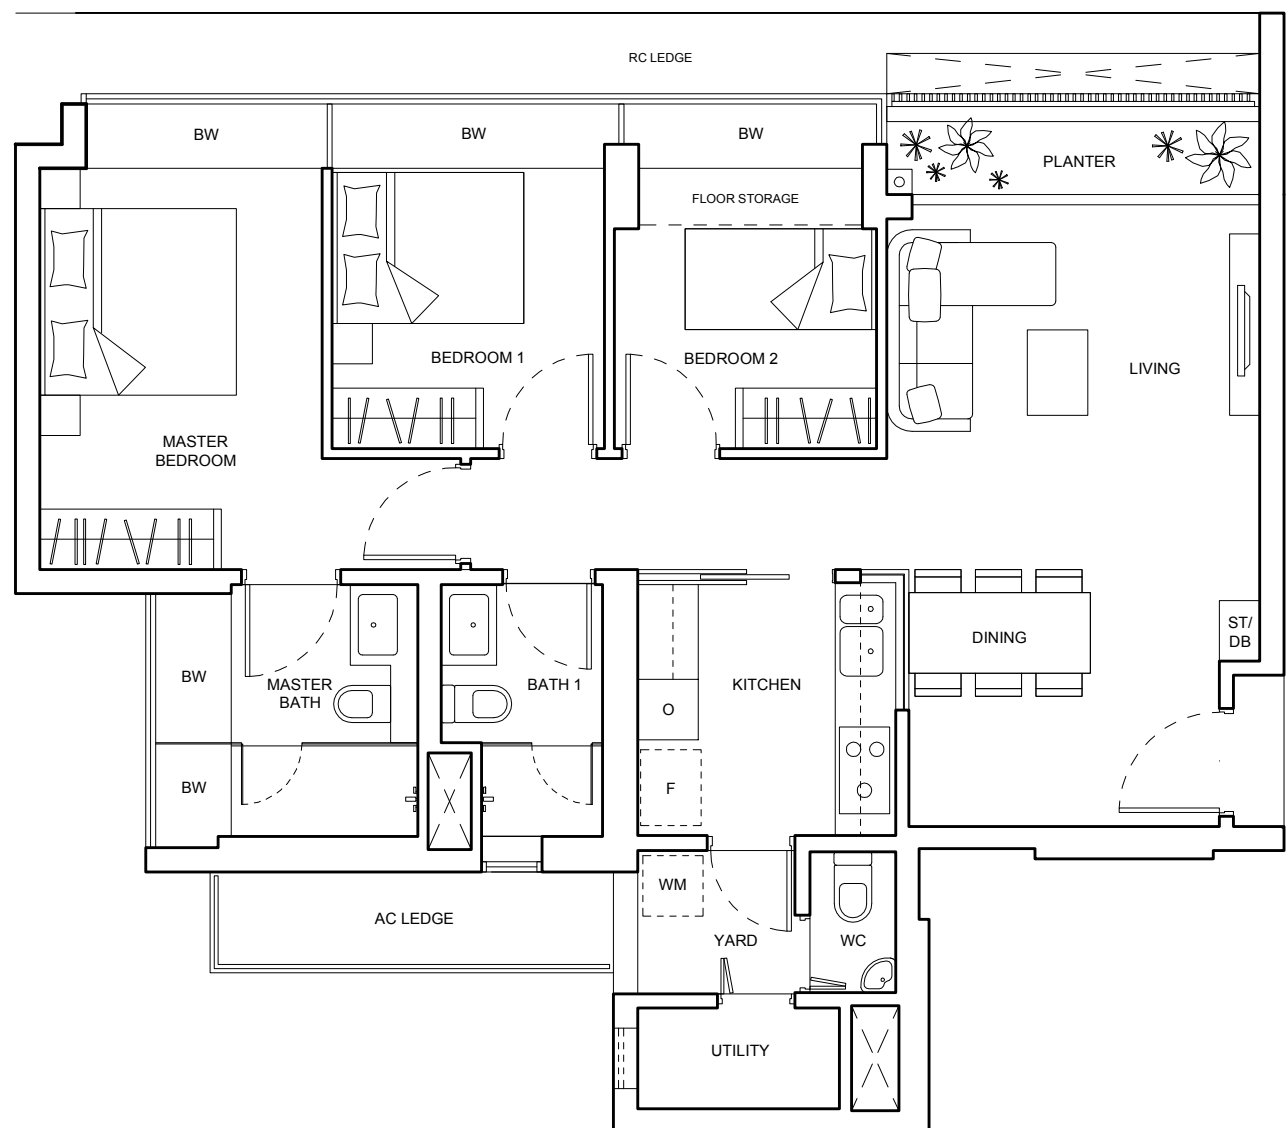 RC LEDGE
BW
BW
BW
PLANTER
FLOOR STORAGE
BEDROOM 1
BEDROOM 2
LIVING
MASTER
BEDROOM
ST/
DB
DINING
BW
MASTER
BATH
BATH 1
KITCHEN
O
BW
F
WM
AC LEDGE
YARD
WC
UTILITY